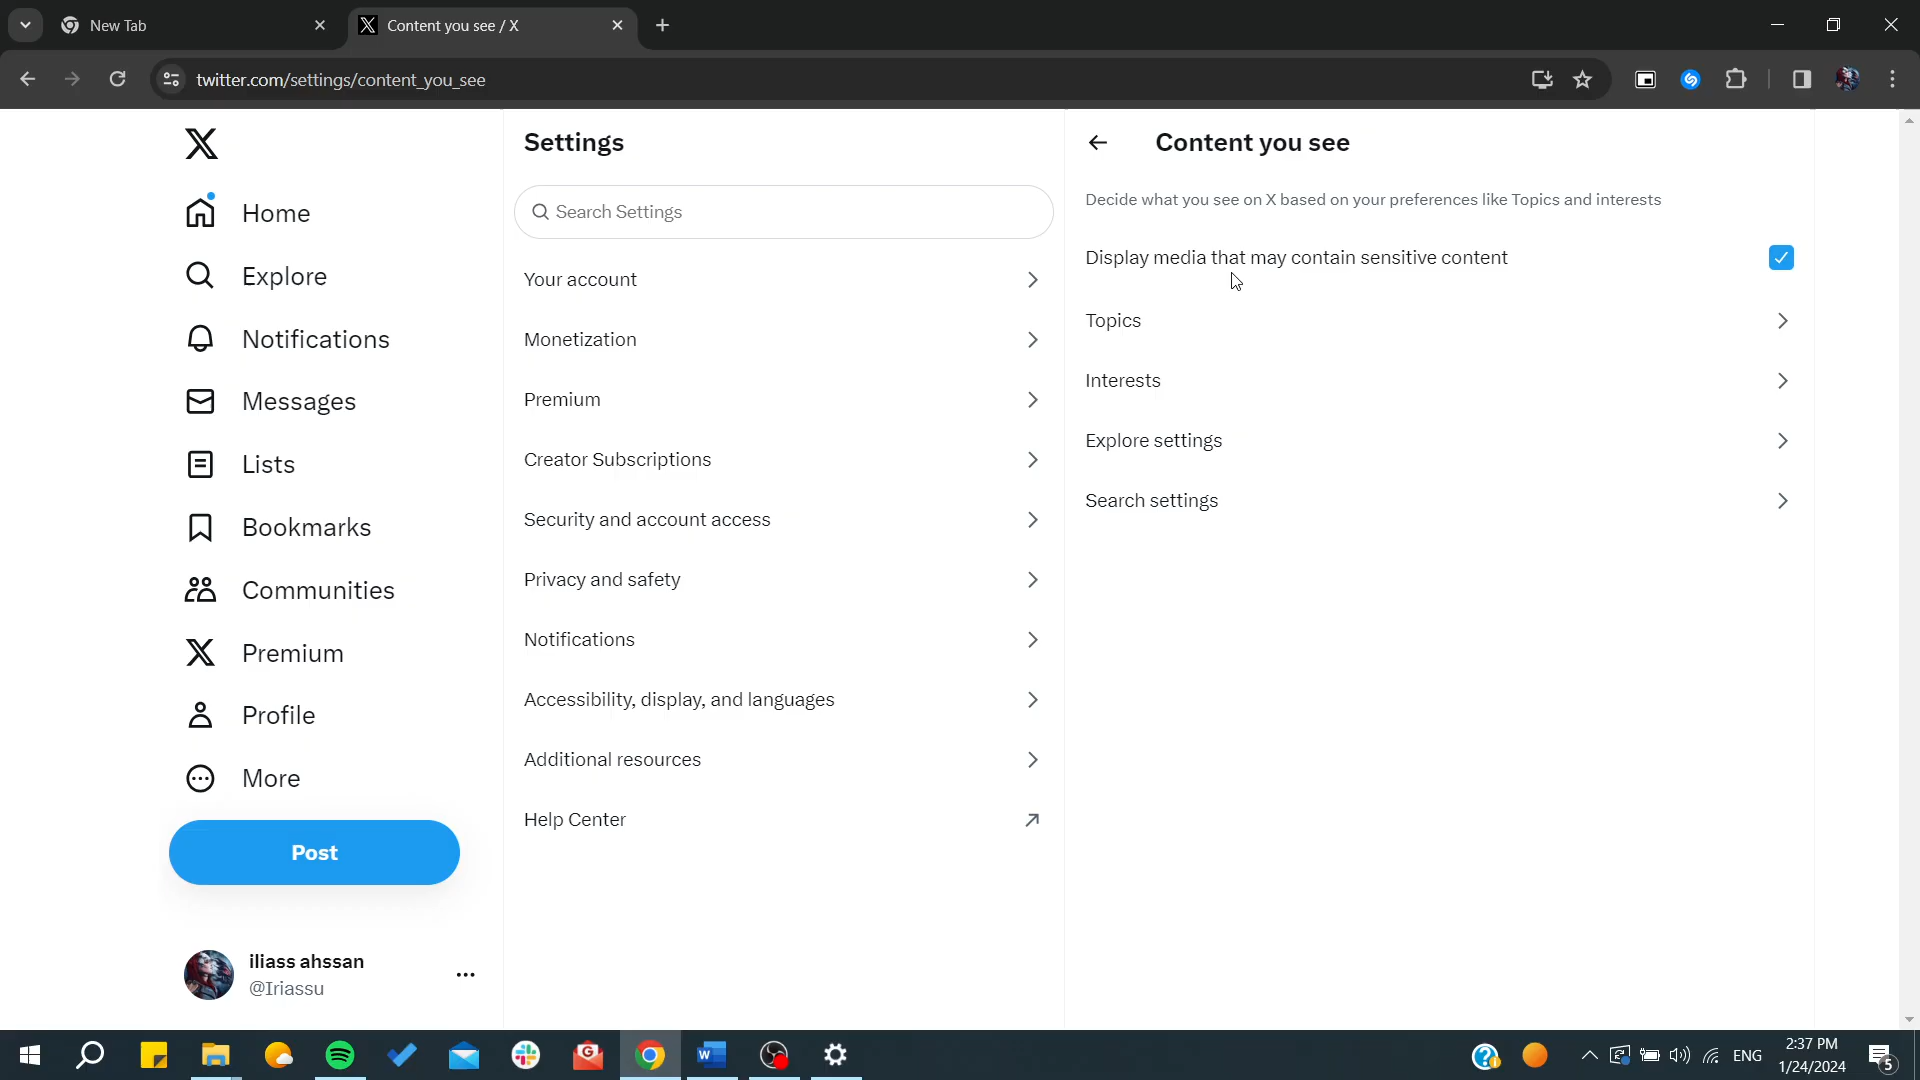 New Tab
Content you see / X
twitter.com/settings/content_you_see
Home
Explore
Notifications
Messages
Lists
Bookmarks
Communities
Premium
Profile
More
Post
iliass ahssan
@Iriassu
Settings
Search Settings
Your account
Monetization
Premium
Creator Subscriptions
Security and account access
Privacy and safety
Notifications
Accessibility, display, and languages
Additional resources
Help Center
Content you see
Decide what you see on X based on your preferences like Topics and interests
Display media that may contain sensitive content
Topics
Interests
Explore settings
Search settings
ENG
2:37 PM
1/24/2024
5